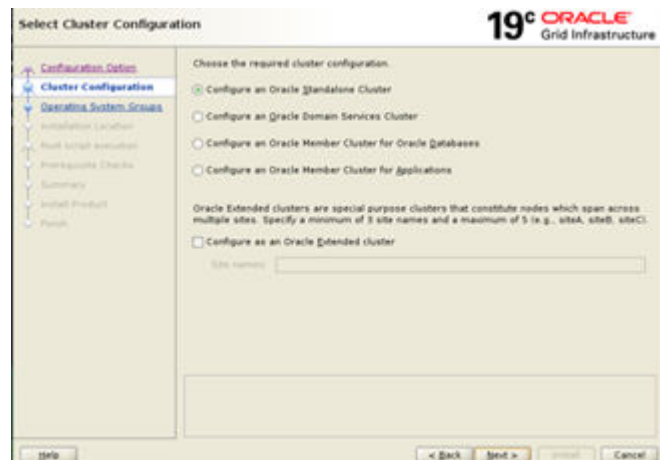 Select Cluster Configuration
19c ORACLE
Grid Infrastructure
Configuration Option
Cluster Configuration
Operating System Groups
Installation Location
Root script execution
Prerequisite Checks
Summary
Install Product
Finish
Choose the required cluster configuration.
Configure an Oracle Standalone Cluster
Configure an Oracle Domain Services Cluster
Configure an Oracle Member Cluster for Oracle Databases
Configure an Oracle Member Cluster for Applications
Oracle Extended clusters are special purpose clusters that constitute nodes which span across
multiple sites. Specify a minimum of 3 site names and a maximum of 5 (e.g., siteA, siteB, siteC).
Configure as an Oracle Extended cluster
Site names:
Help
< Back
Next >
Install
Cancel